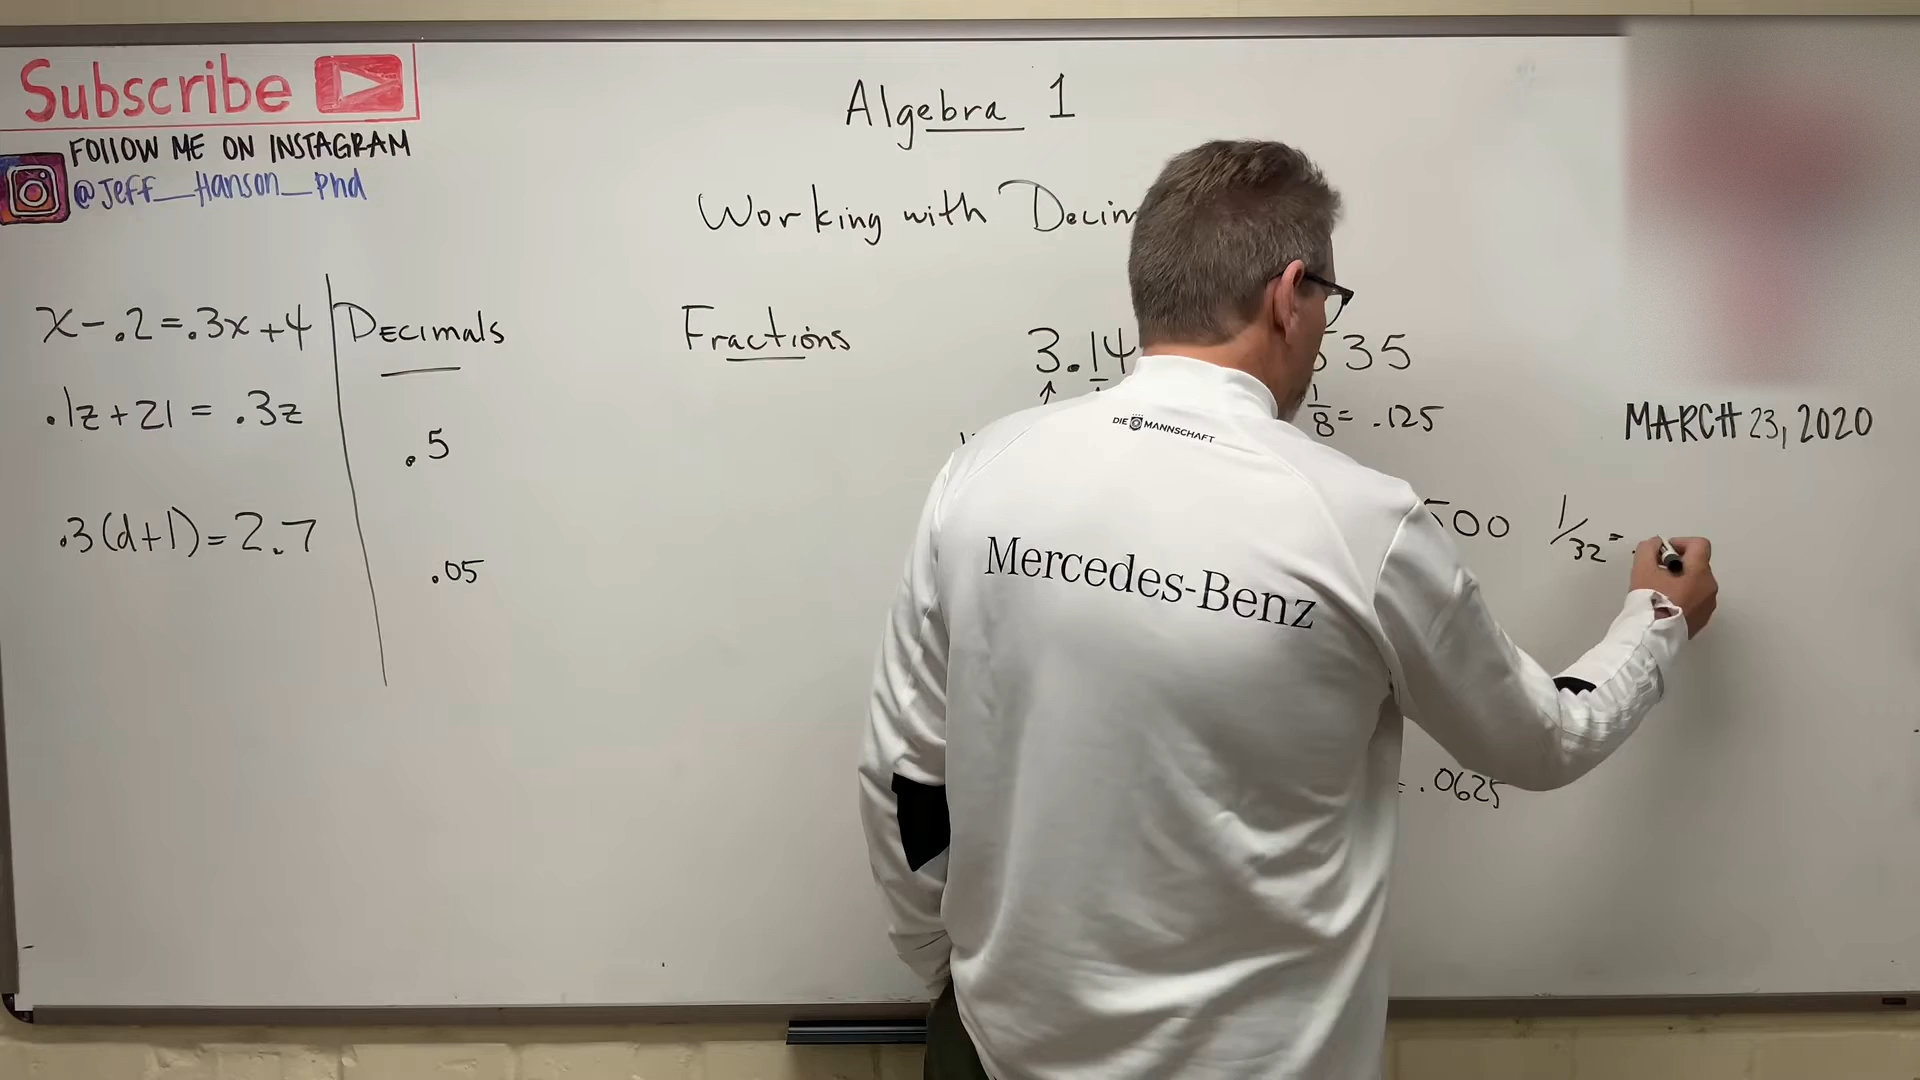 Subscribe
FOLLOW ME ON INSTAGRAM
@Jeff_Hanson_Phd
Algebra 1
Working with
x-.2=.3x+4
.1z+21 = .3z
.3(d+1)=2.7
Decimals
.5
.05
Fractions
3.14
535
1/8 = .125
MARCH 23, 2020
500
1/32 = .
= .0625
DIE MANNSCHAFT
Mercedes-Benz